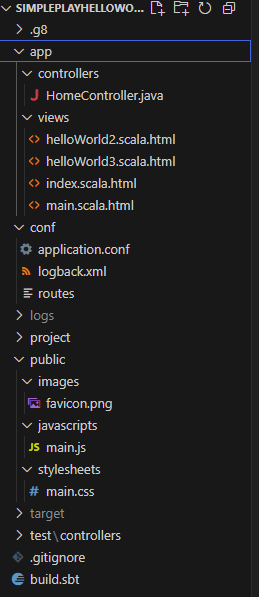 SIMPLEPLAYHELLOWO...
.g8
app
controllers
J HomeController.java
views
<> helloWorld2.scala.html
<> helloWorld3.scala.html
<> index.scala.html
<> main.scala.html
conf
application.conf
logback.xml
routes
logs
project
public
images
favicon.png
javascripts
JS main.js
stylesheets
# main.css
target
test\controllers
.gitignore
build.sbt